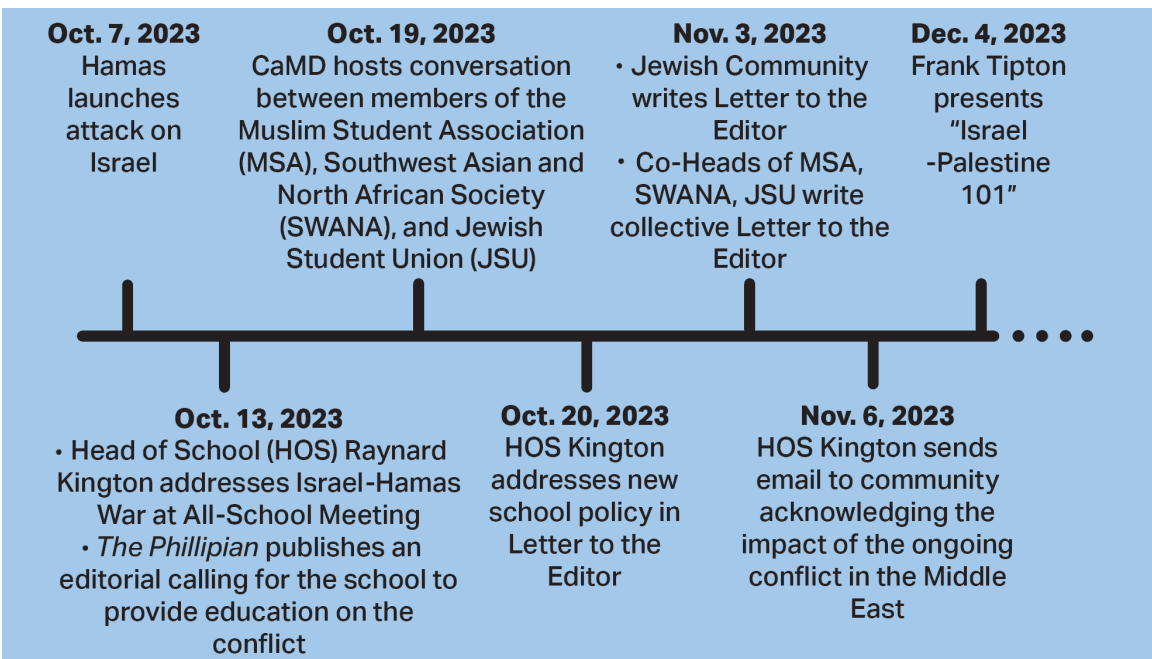 Oct. 7, 2023
Hamas
launches
attack on
Israel
Oct. 19, 2023
CaMD hosts conversation
between members of the
Muslim Student Association
(MSA), Southwest Asian and
North African Society
(SWANA), and Jewish
Student Union (JSU)
Nov. 3, 2023
• Jewish Community
writes Letter to the
Editor
• Co-Heads of MSA,
SWANA, JSU write
collective Letter to the
Editor
Dec. 4, 2023
Frank Tipton
presents
“Israel
-Palestine
101”
Oct. 13, 2023
• Head of School (HOS) Raynard
Kington addresses Israel-Hamas
War at All-School Meeting
• The Phillipian publishes an
editorial calling for the school to
provide education on the
conflict
Oct. 20, 2023
HOS Kington
addresses new
school policy in
Letter to the
Editor
Nov. 6, 2023
HOS Kington sends
email to community
acknowledging the
impact of the ongoing
conflict in the Middle
East